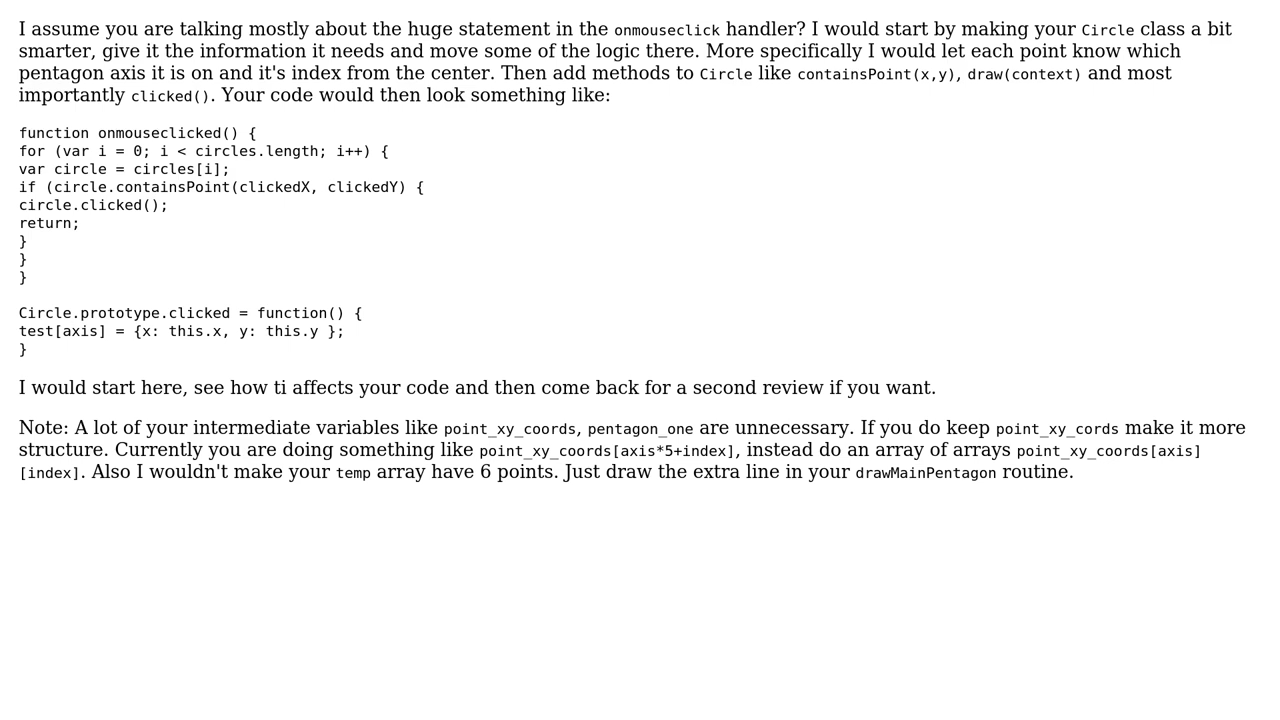 I assume you are talking mostly about the huge statement in the onmouseclick handler? I would start by making your Circle class a bit
smarter, give it the information it needs and move some of the logic there. More specifically I would let each point know which
pentagon axis it is on and it's index from the center. Then add methods to Circle like containsPoint(x,y), draw(context) and most
importantly clicked(). Your code would then look something like:
function onmouseclicked() {
for (var i = 0; i < circles.length; i++) {
var circle = circles[i];
if (circle.containsPoint(clickedX, clickedY) {
circle.clicked();
return;
}
}
}
Circle.prototype.clicked = function() {
test[axis] = {x: this.x, y: this.y };
}
I would start here, see how ti affects your code and then come back for a second review if you want.
Note: A lot of your intermediate variables like point_xy_coords, pentagon_one are unnecessary. If you do keep point_xy_cords make it more
structure. Currently you are doing something like point_xy_coords[axis*5+index], instead do an array of arrays point_xy_coords[axis]
[index]. Also I wouldn't make your temp array have 6 points. Just draw the extra line in your drawMainPentagon routine.